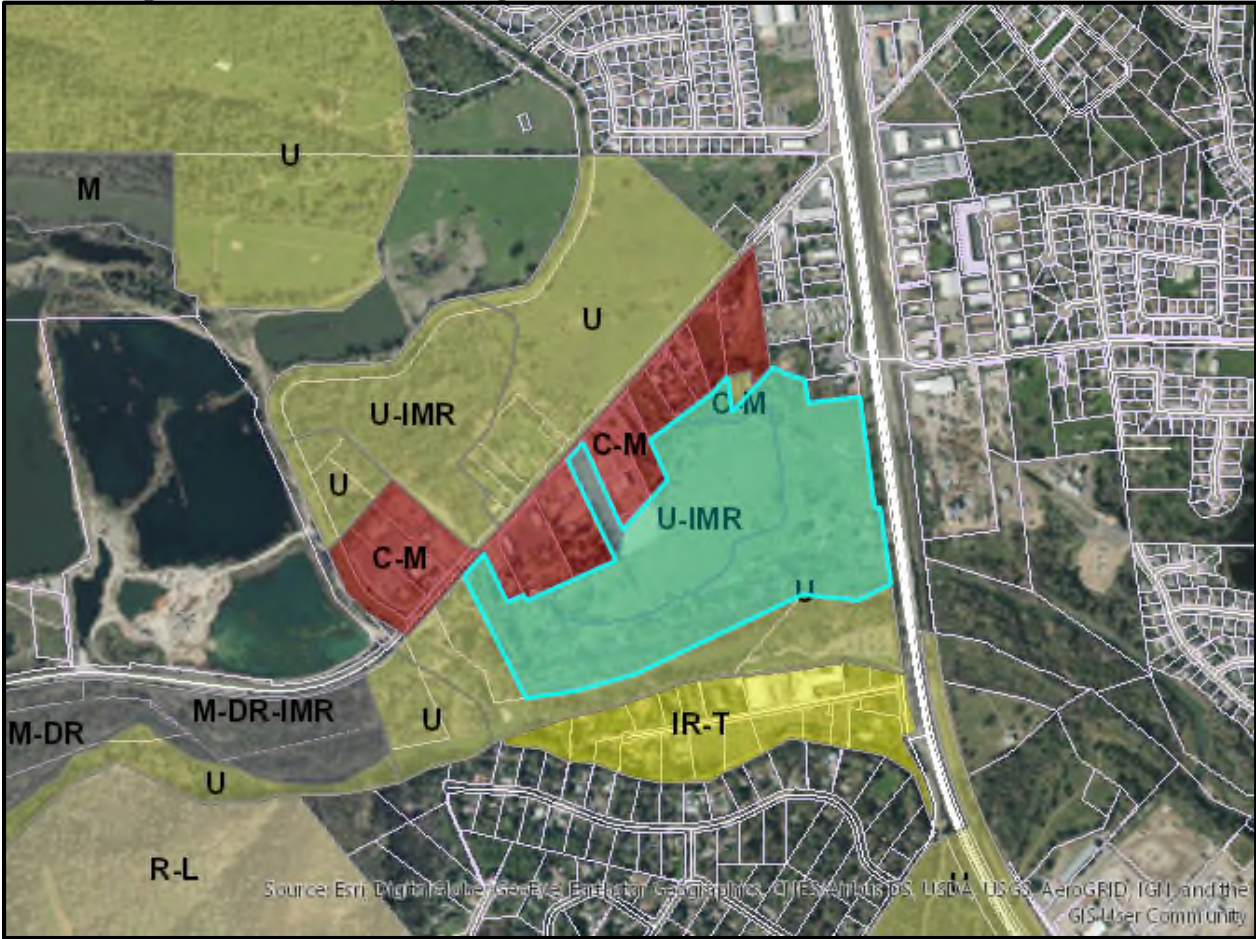 U
M
U
U-IMR
C-M
C-M
U
U-IMR
C-M
U
M-DR-IMR
U
IR-T
M-DR
U
R-L
U
Source: Esri, DigitalGlobe, GeoEye, Earthstar Geographics, CNES/Airbus DS, USDA, USGS, AeroGRID, IGN, and the
GIS User Community